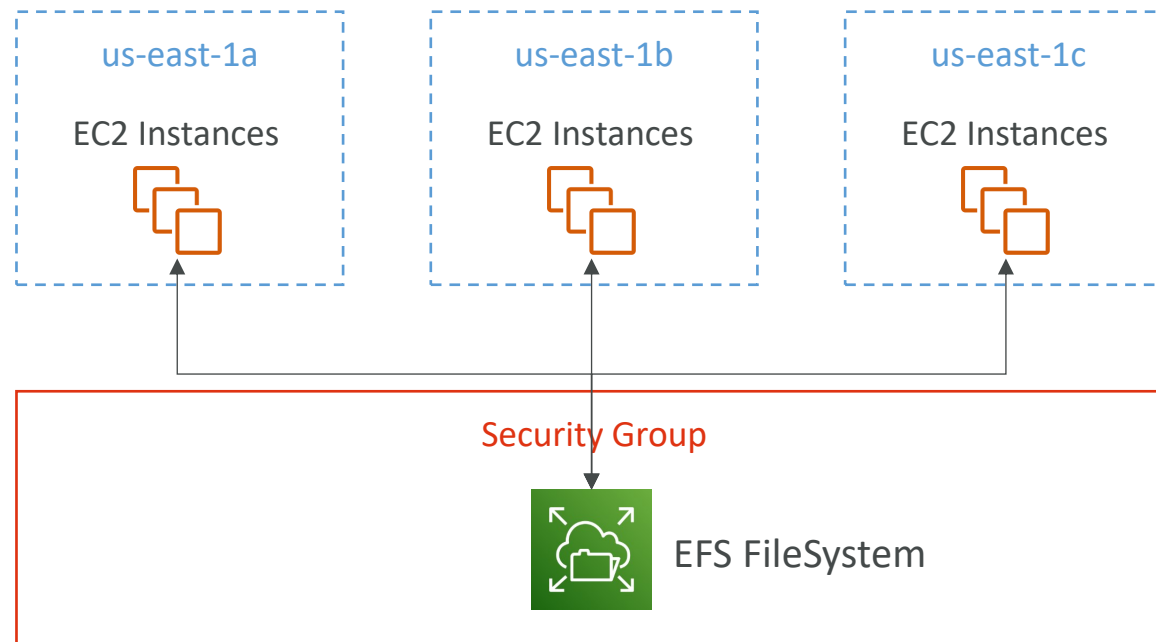 us-east-1a
us-east-1b
us-east-1c
EC2 Instances
EC2 Instances
EC2 Instances
Security Group
EFS FileSystem